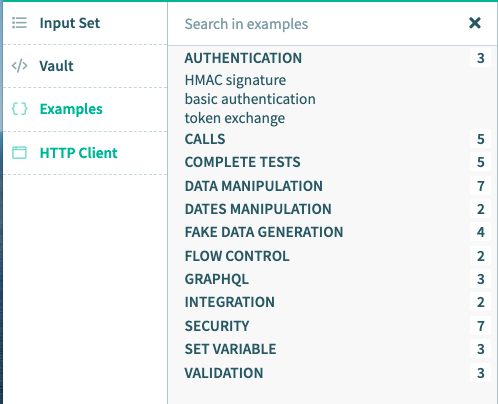 Input Set
Vault
Examples
HTTP Client
Search in examples
AUTHENTICATION 3
HMAC signature
basic authentication
token exchange
CALLS 5
COMPLETE TESTS 5
DATA MANIPULATION 7
DATES MANIPULATION 2
FAKE DATA GENERATION 4
FLOW CONTROL 2
GRAPHQL 3
INTEGRATION 2
SECURITY 7
SET VARIABLE 3
VALIDATION 3